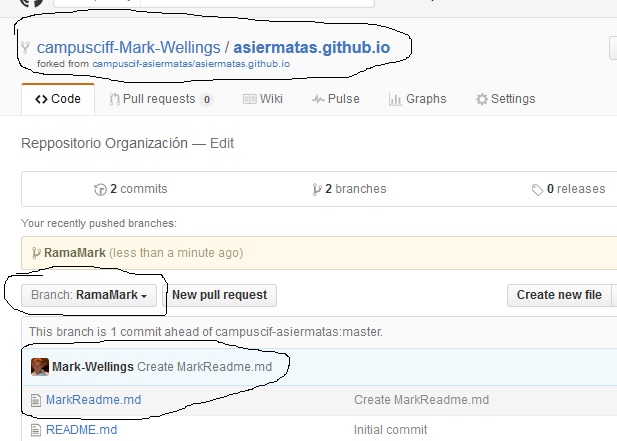 campusciff-Mark-Wellings / asiermatas.github.io
forked from campuscif-asiermatas/asiermatas.github.io
Code Pull requests 0 Wiki Pulse Graphs Settings
Reppositorio Organización — Edit
2 commits 2 branches 0 releases
Your recently pushed branches:
RamaMark (less than a minute ago)
Branch: RamaMark New pull request Create new file
This branch is 1 commit ahead of campuscif-asiermatas:master.
Mark-Wellings Create MarkReadme.md
MarkReadme.md Create MarkReadme.md
README.md Initial commit